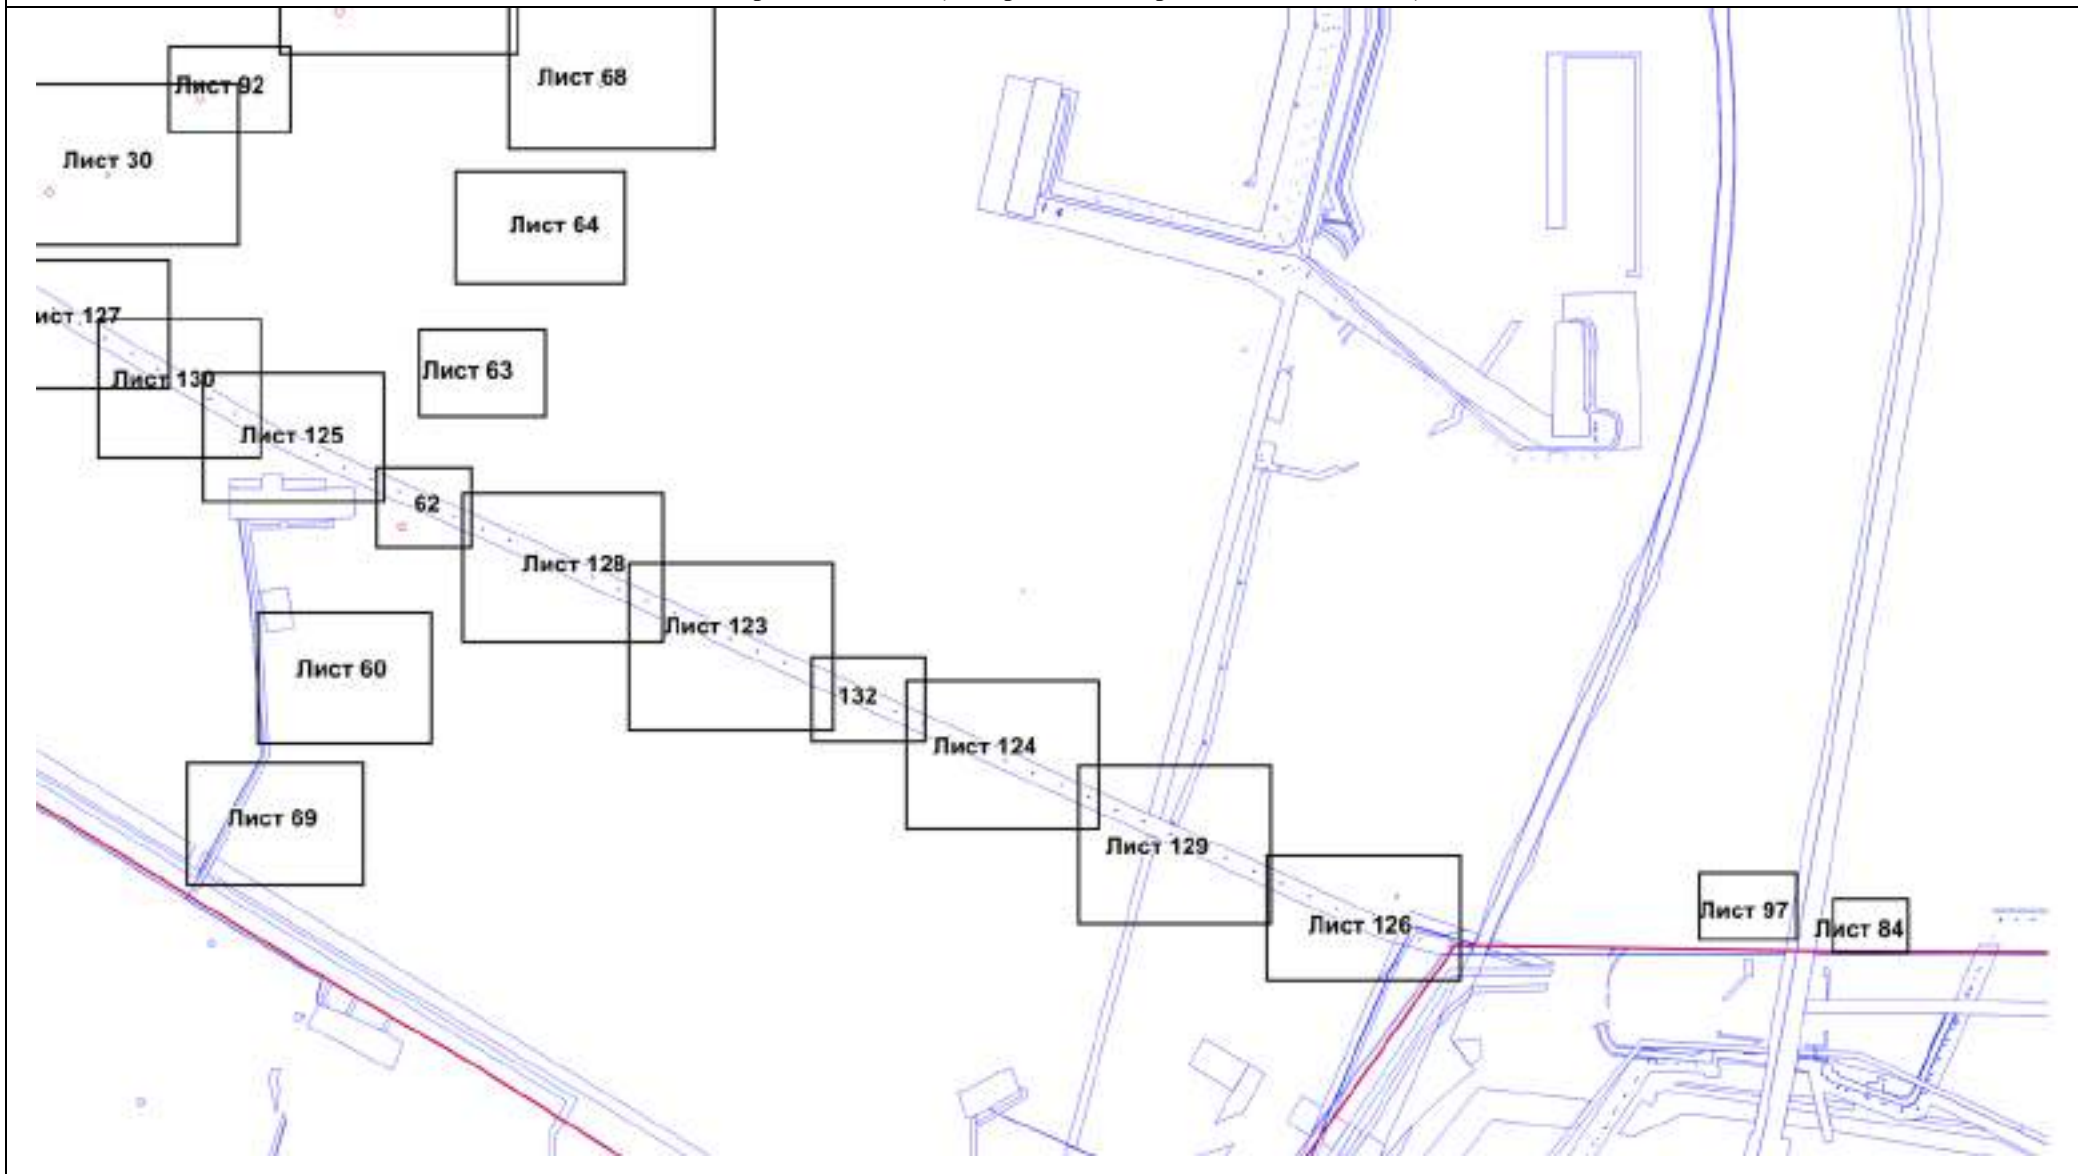 Лист 68
Лист 92
Лист 30
Лист 64
ист 127
Лист 63
Лист 130
Лист 125
62
Лист 128
Лист 123
Лист 60
132
Лист 124
Лист 69
Лист 129
Лист 97
Лист 126
Лист 84